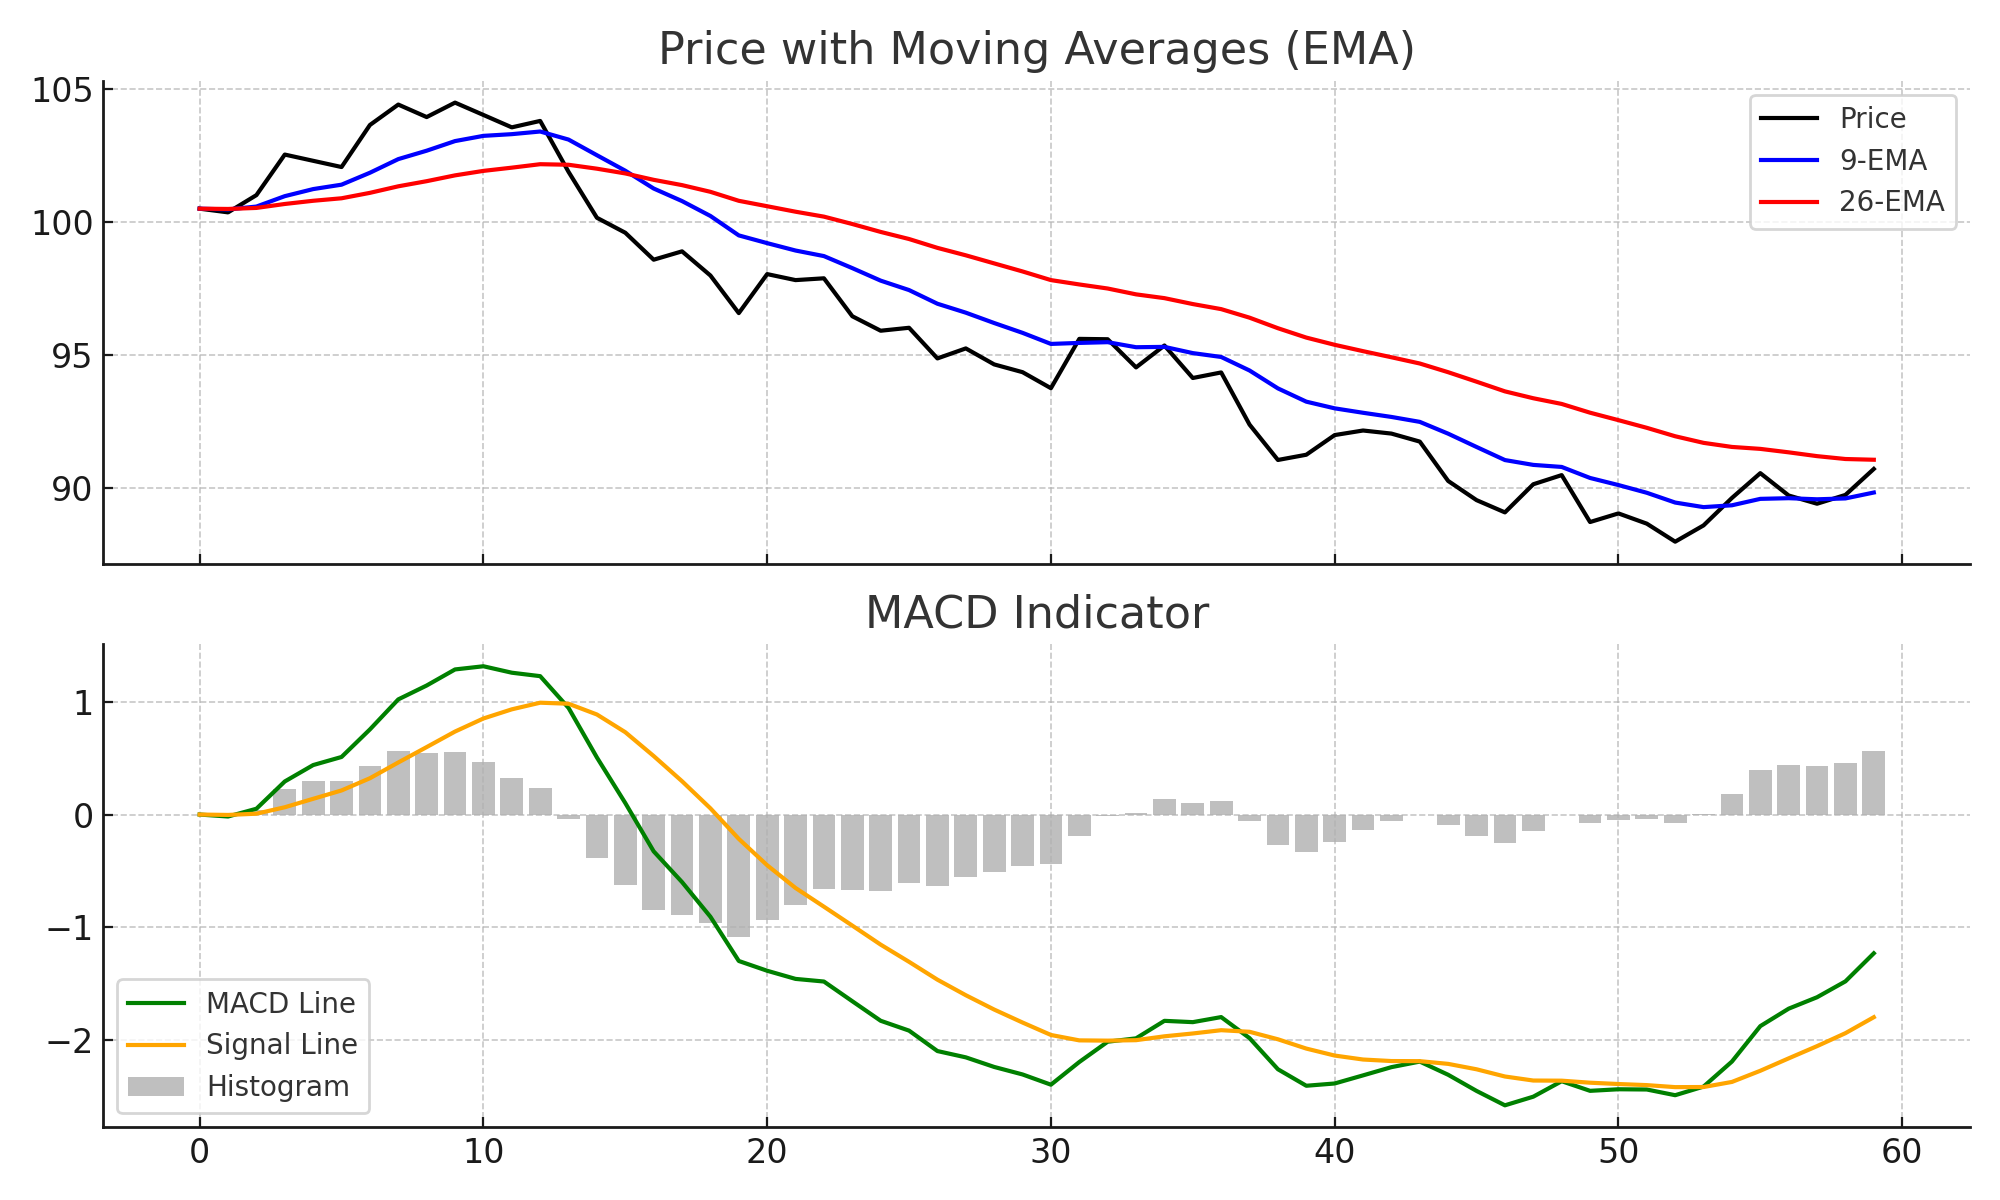 Price with Moving Averages (EMA)
105
100
95
90
Price
9-EMA
26-EMA
MACD Indicator
1
0
−1
−2
MACD Line
Signal Line
Histogram
0 10 20 30 40 50 60